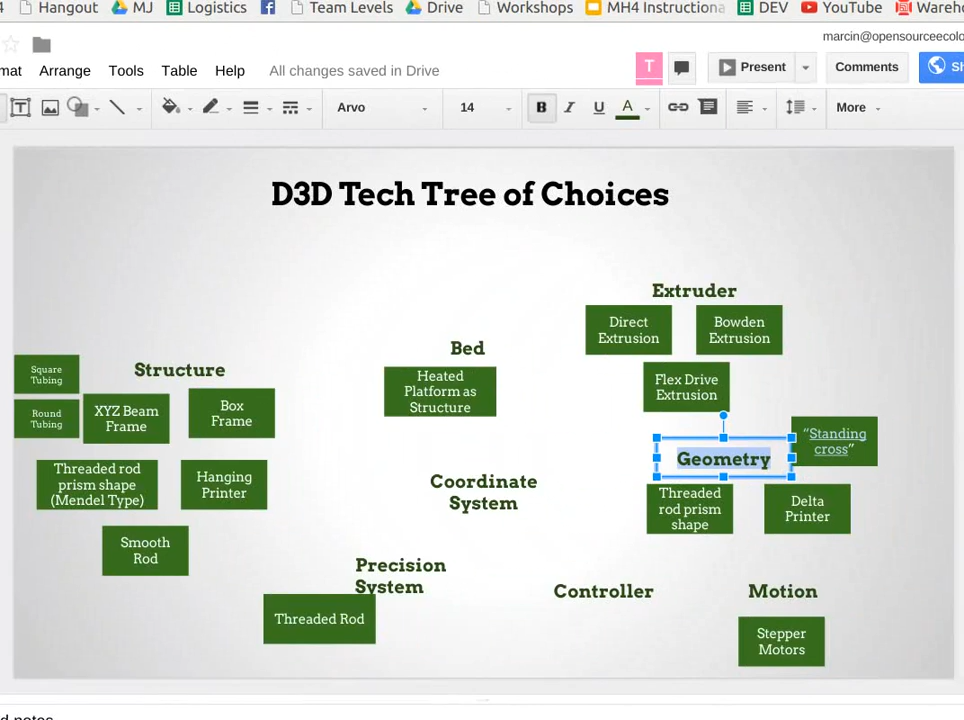 4 Hangout MJ Logistics Team Levels Drive Workshops MH4 Instructiona DEV YouTube Wareho
marcin@opensourceecolo
mat Arrange Tools Table Help All changes saved in Drive T Present Comments Sh
Arvo 14 B I U A More
D3D Tech Tree of Choices
Extruder
Direct
Extrusion
Bowden
Extrusion
Flex Drive
Extrusion
Bed
Heated
Platform as
Structure
Structure
Square
Tubing
Round
Tubing
XYZ Beam
Frame
Box
Frame
Threaded rod
prism shape
(Mendel Type)
Hanging
Printer
Smooth
Rod
Coordinate
System
Geometry
“Standing
cross”
Threaded
rod prism
shape
Delta
Printer
Precision
System
Threaded Rod
Controller
Motion
Stepper
Motors
d notes